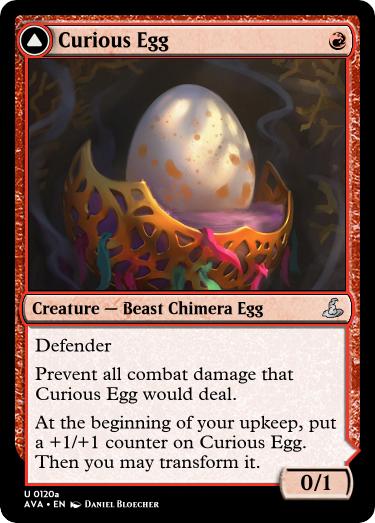 Curious Egg
Creature — Beast Chimera Egg
Defender
Prevent all combat damage that
Curious Egg would deal.
At the beginning of your upkeep, put
a +1/+1 counter on Curious Egg.
Then you may transform it.
0/1
U 0120a
AVA • EN Daniel Bloecher